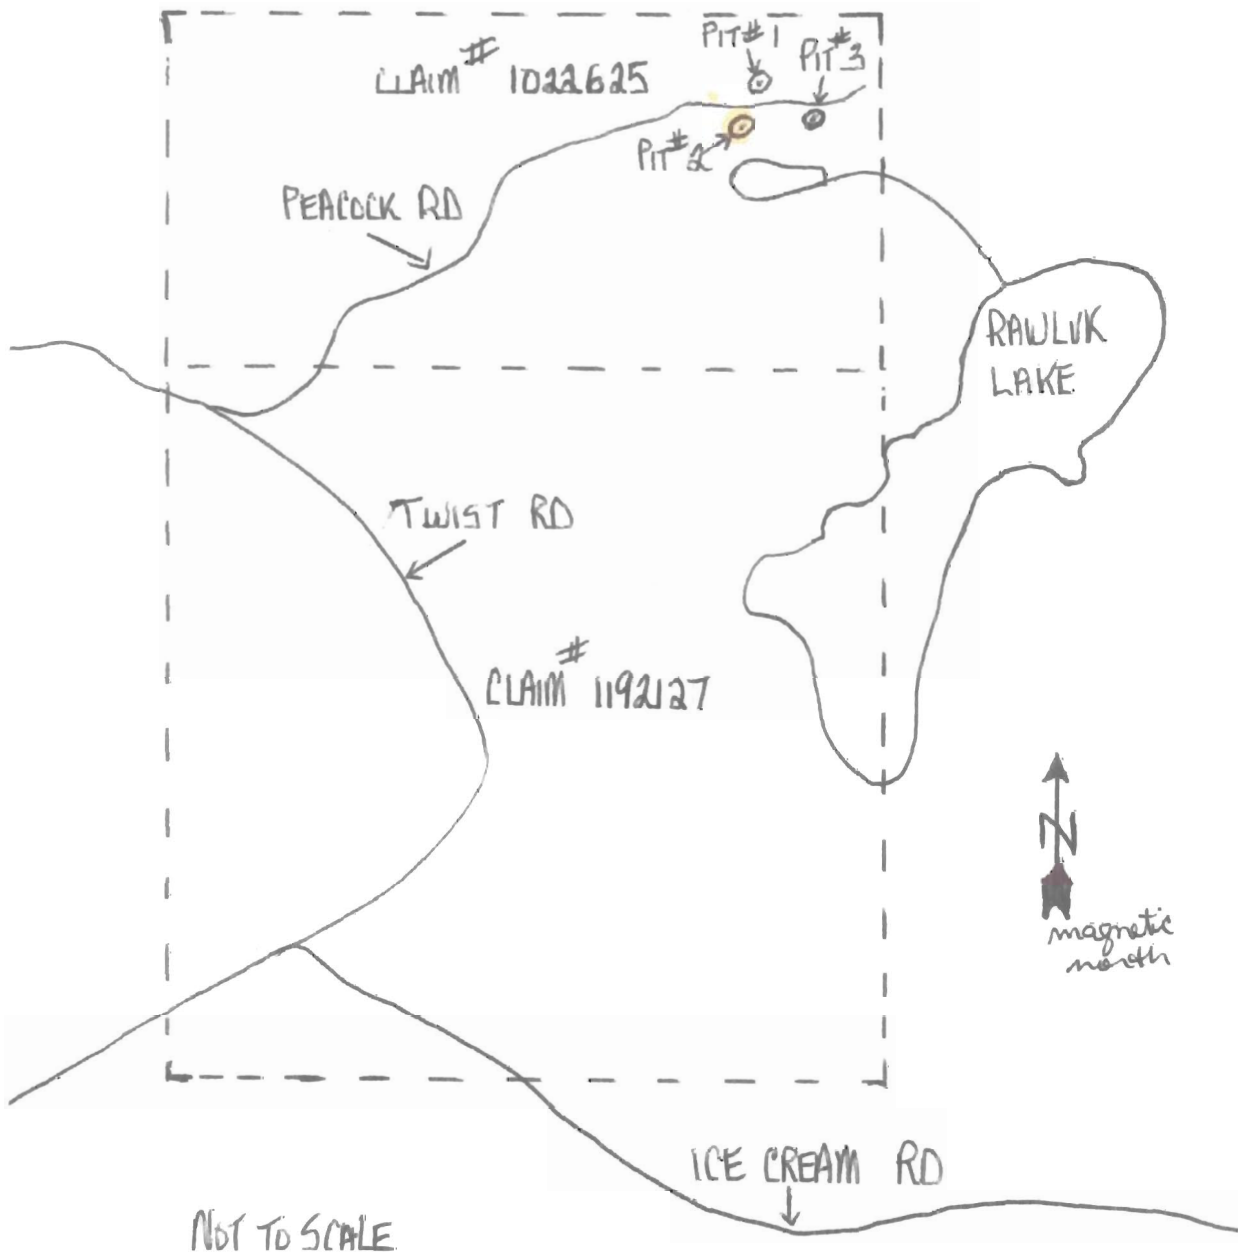 PIT #1
PIT #3
CLAIM # 1022625
PIT #2
PEACOCK RD
RAWLUK
LAKE
TWIST RD
CLAIM # 1192127
N
magnetic
north
ICE CREAM RD
NOT TO SCALE